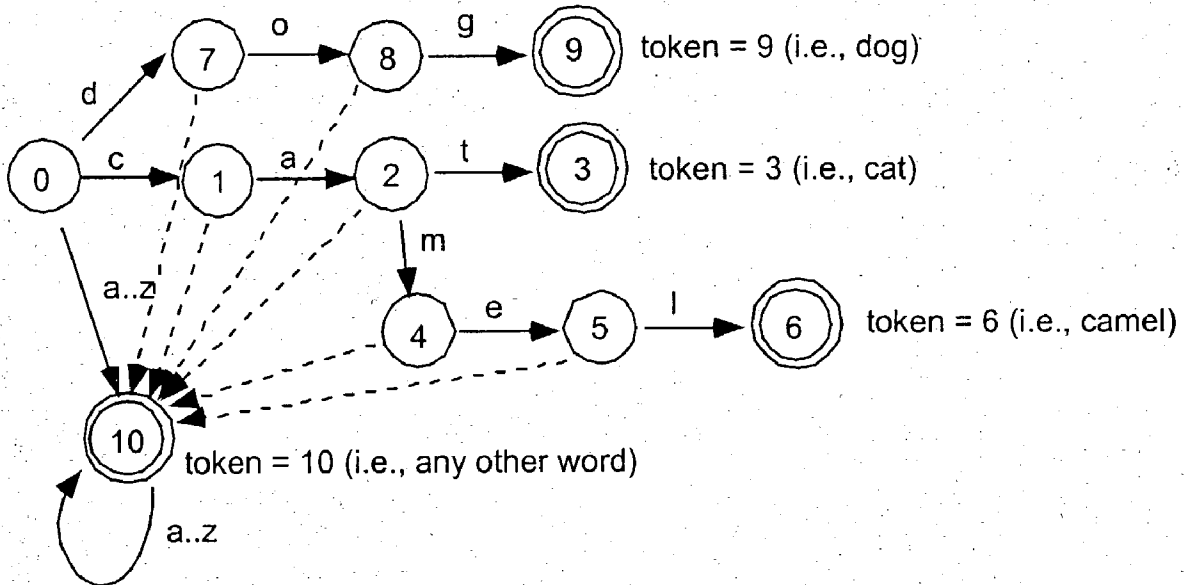 o
g
7
8
9
token = 9 (i.e., dog)
d
c
a
t
0
1
2
3
token = 3 (i.e., cat)
m
a..z
e
l
4
5
6
token = 6 (i.e., camel)
10
token = 10 (i.e., any other word)
a..z